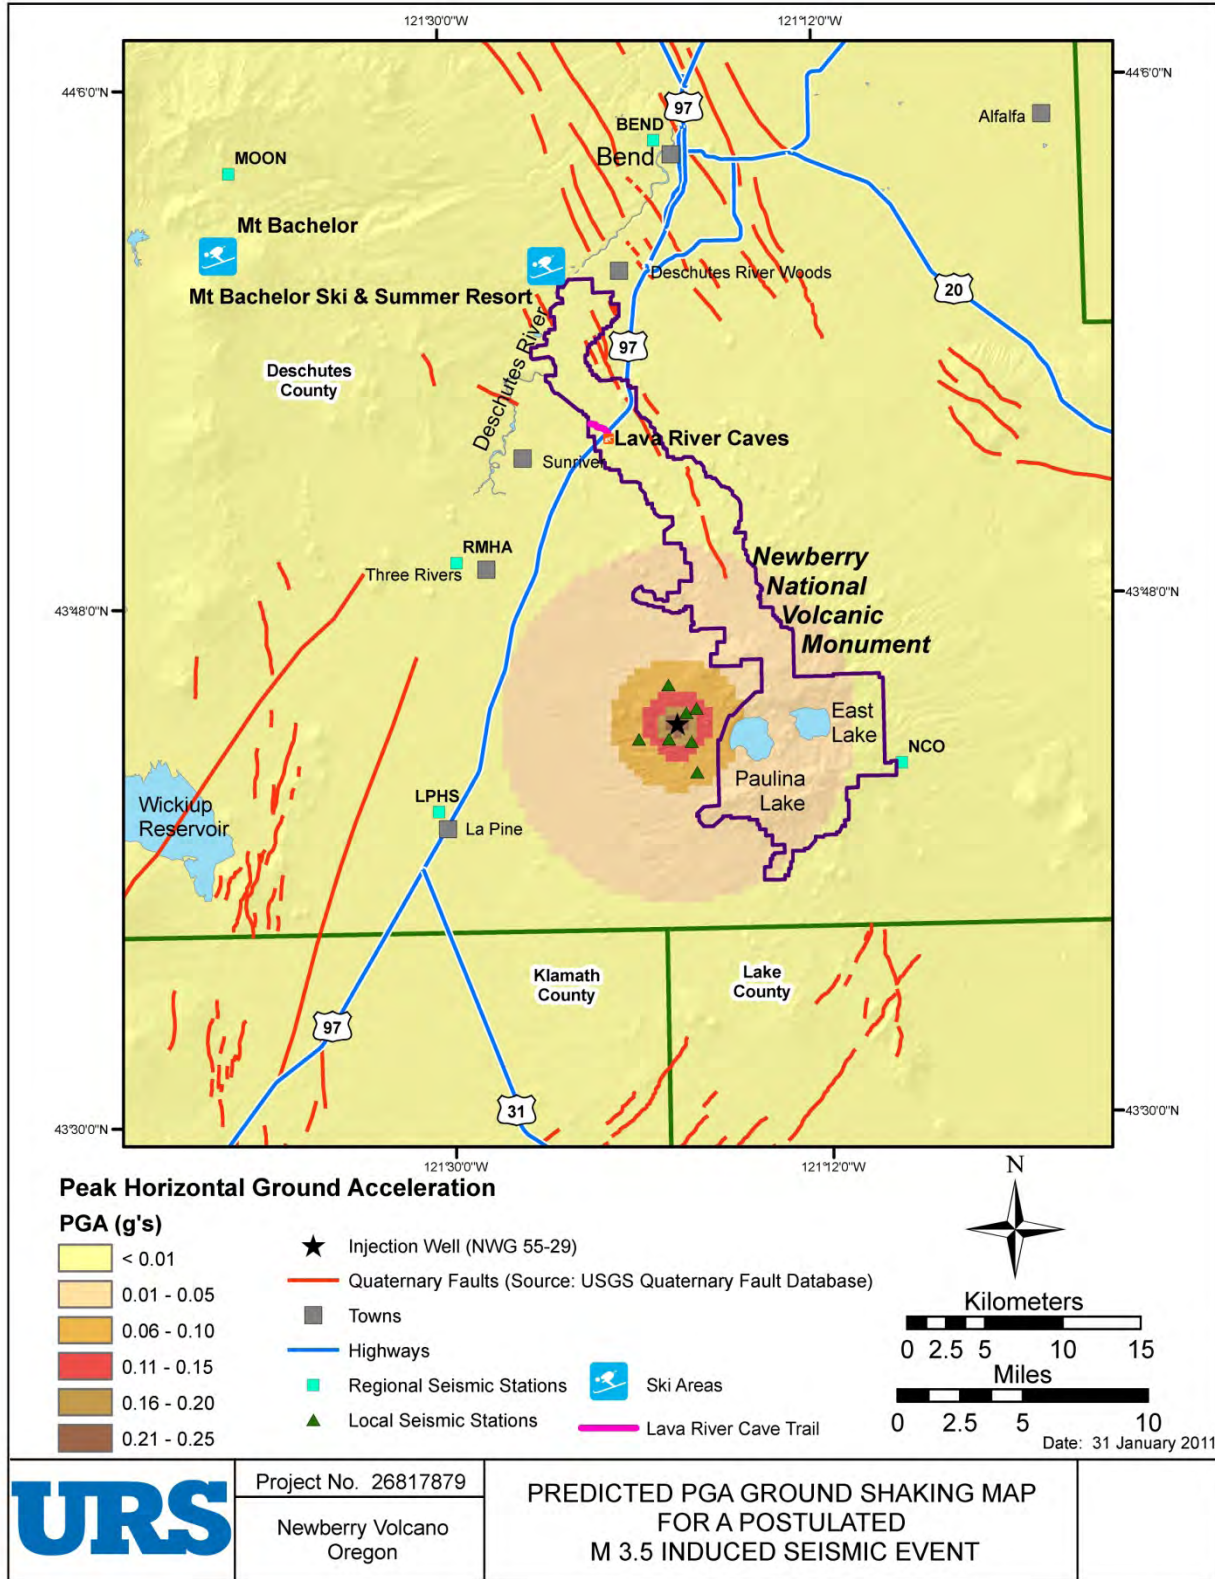 121°30'0"W
121°12'0"W
44°6'0"N
44°6'0"N
97
BEND
Bend
Alfalfa
MOON
Mt Bachelor
Mt Bachelor Ski & Summer Resort
Deschutes River Woods
20
97
Deschutes River
Deschutes
County
Lava River Caves
Sunriver
RMHA
Three Rivers
Newberry
National
Volcanic
Monument
43°48'0"N
43°48'0"N
East
Lake
NCO
Paulina
Lake
Wickiup
Reservoir
LPHS
La Pine
Klamath
County
Lake
County
97
31
43°30'0"N
43°30'0"N
121°30'0"W
121°12'0"W
Peak Horizontal Ground Acceleration
PGA (g's)
< 0.01
0.01 - 0.05
0.06 - 0.10
0.11 - 0.15
0.16 - 0.20
0.21 - 0.25
Injection Well (NWG 55-29)
Quaternary Faults (Source: USGS Quaternary Fault Database)
Towns
Highways
Regional Seismic Stations
Local Seismic Stations
Ski Areas
Lava River Cave Trail
N
Kilometers
0 2.5 5 10 15
Miles
0 2.5 5 10
Date: 31 January 2011
URS
Project No. 26817879
Newberry Volcano
Oregon
PREDICTED PGA GROUND SHAKING MAP
FOR A POSTULATED
M 3.5 INDUCED SEISMIC EVENT